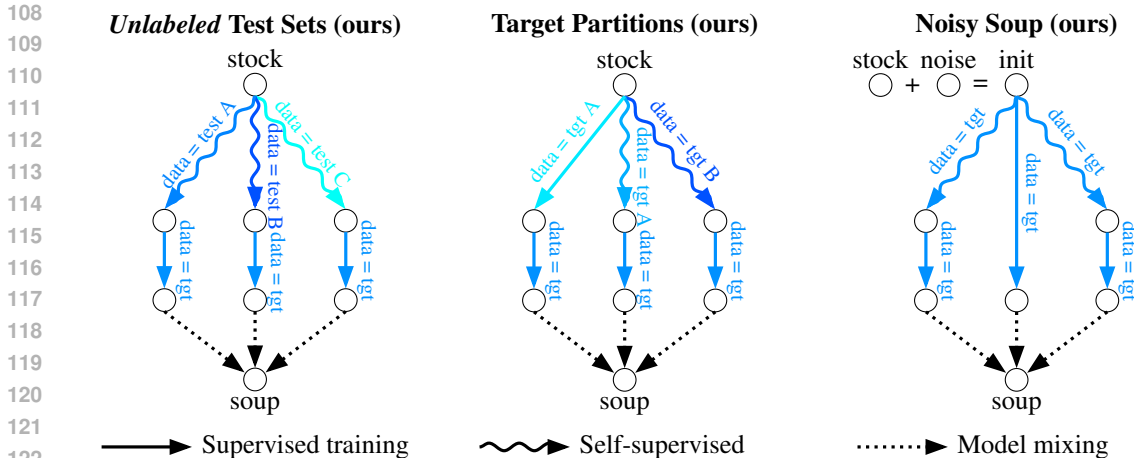 108
109
110
111
112
113
114
115
116
117
118
119
120
121
122
Unlabeled Test Sets (ours)
stock
data = test A
data = test B
data = test C
data = tgt
data = tgt
data = tgt
soup
Target Partitions (ours)
stock
data = tgt A
data = tgt A
data = tgt B
data = tgt
data = tgt
data = tgt
soup
Noisy Soup (ours)
stock + noise = init
data = tgt
data = tgt
data = tgt
data = tgt
data = tgt
soup
Supervised training
Self-supervised
Model mixing